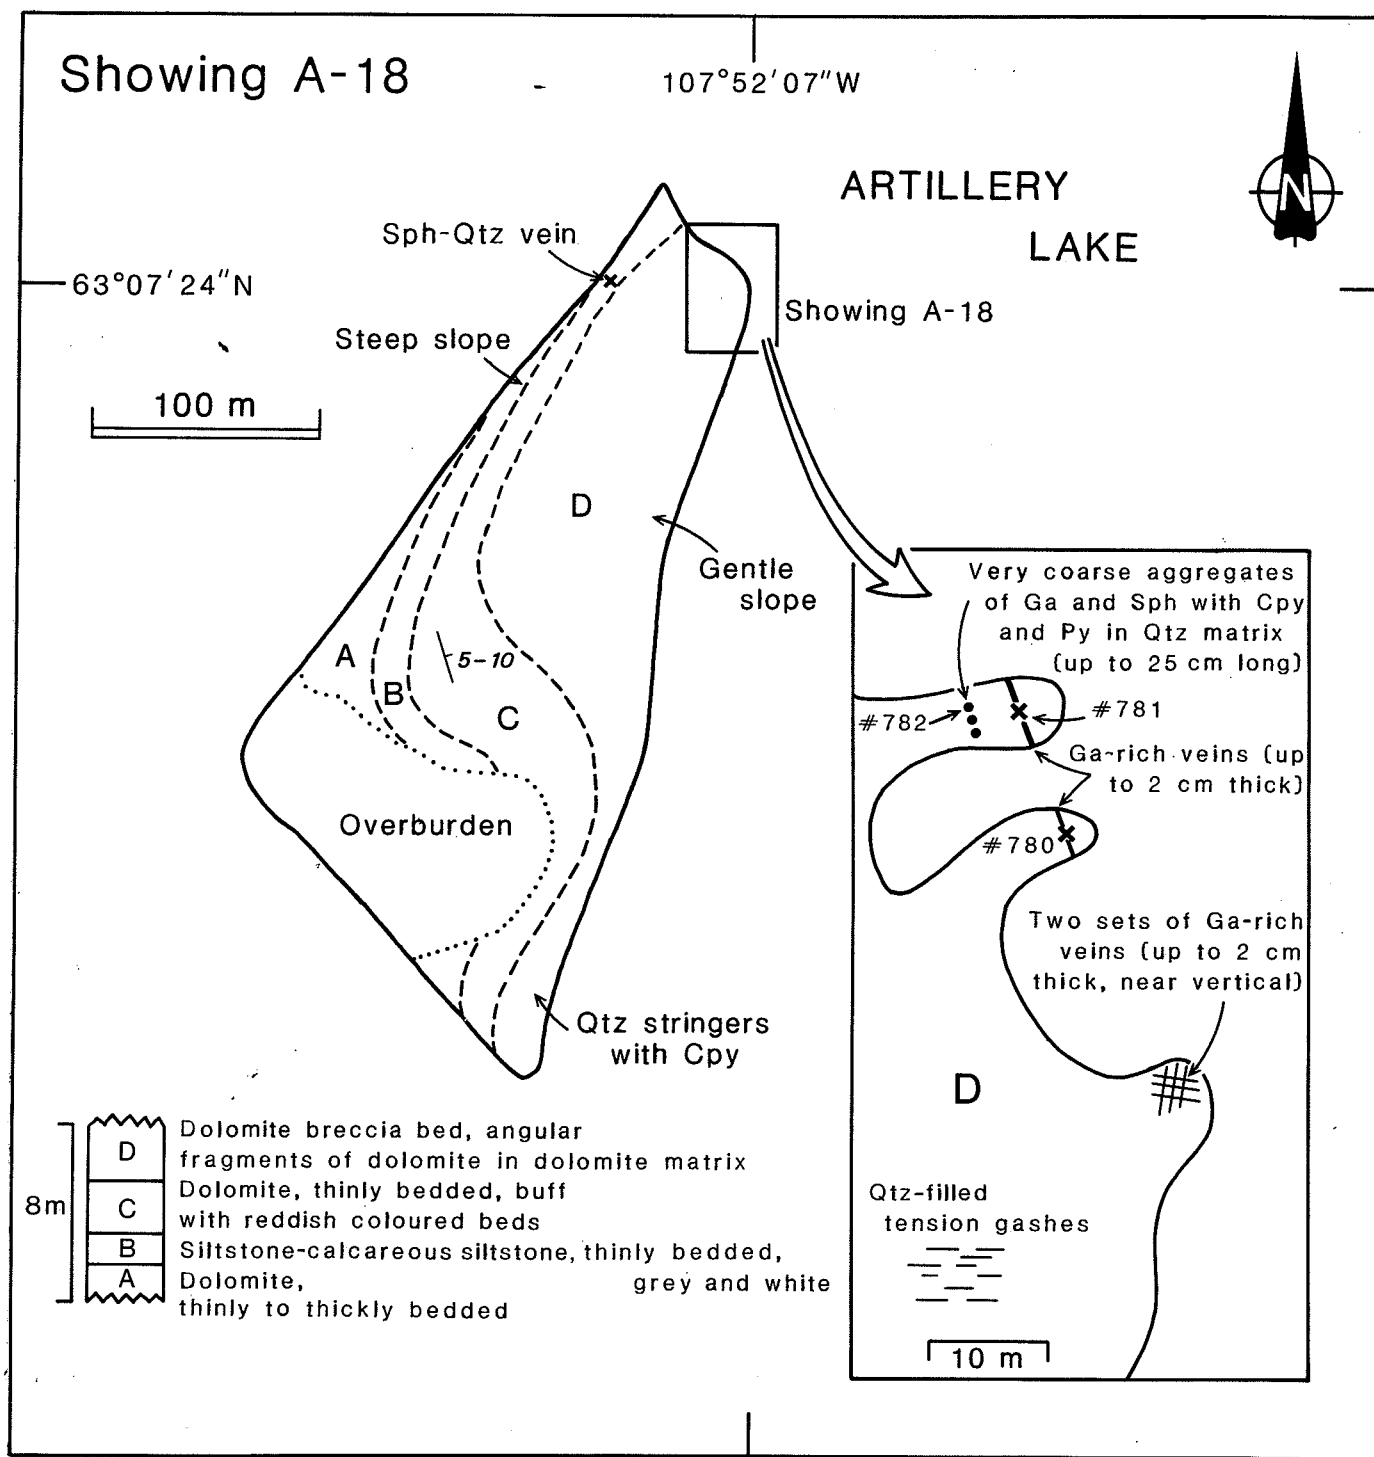 Showing A-18
107°52'07"W
N
ARTILLERY
LAKE
Sph-Qtz vein
63°07'24"N
Showing A-18
Steep slope
100 m
D
Gentle
slope
A
5-10
B
C
Overburden
Qtz stringers
with Cpy
Very coarse aggregates
of Ga and Sph with Cpy
and Py in Qtz matrix
(up to 25 cm long)
#782
#781
Ga-rich veins (up
to 2 cm thick)
#780
Two sets of Ga-rich
veins (up to 2 cm
thick, near vertical)
D
Qtz-filled
tension gashes
10 m
8m
D
Dolomite breccia bed, angular
fragments of dolomite in dolomite matrix
C
Dolomite, thinly bedded, buff
with reddish coloured beds
B
Siltstone-calcareous siltstone, thinly bedded,
grey and white
A
Dolomite,
thinly to thickly bedded